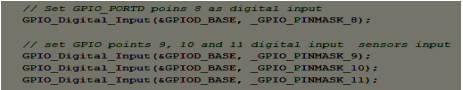 // Set GPIO_PORTD poins 8 as digital input
GPIO_Digital_Input(&GPIOD_BASE, _GPIO_PINMASK_8);
// set GPIO points 9, 10 and 11 digital input sensors input
GPIO_Digital_Input(&GPIOD_BASE, _GPIO_PINMASK_9);
GPIO_Digital_Input(&GPIOD_BASE, _GPIO_PINMASK_10);
GPIO_Digital_Input(&GPIOD_BASE, _GPIO_PINMASK_11);